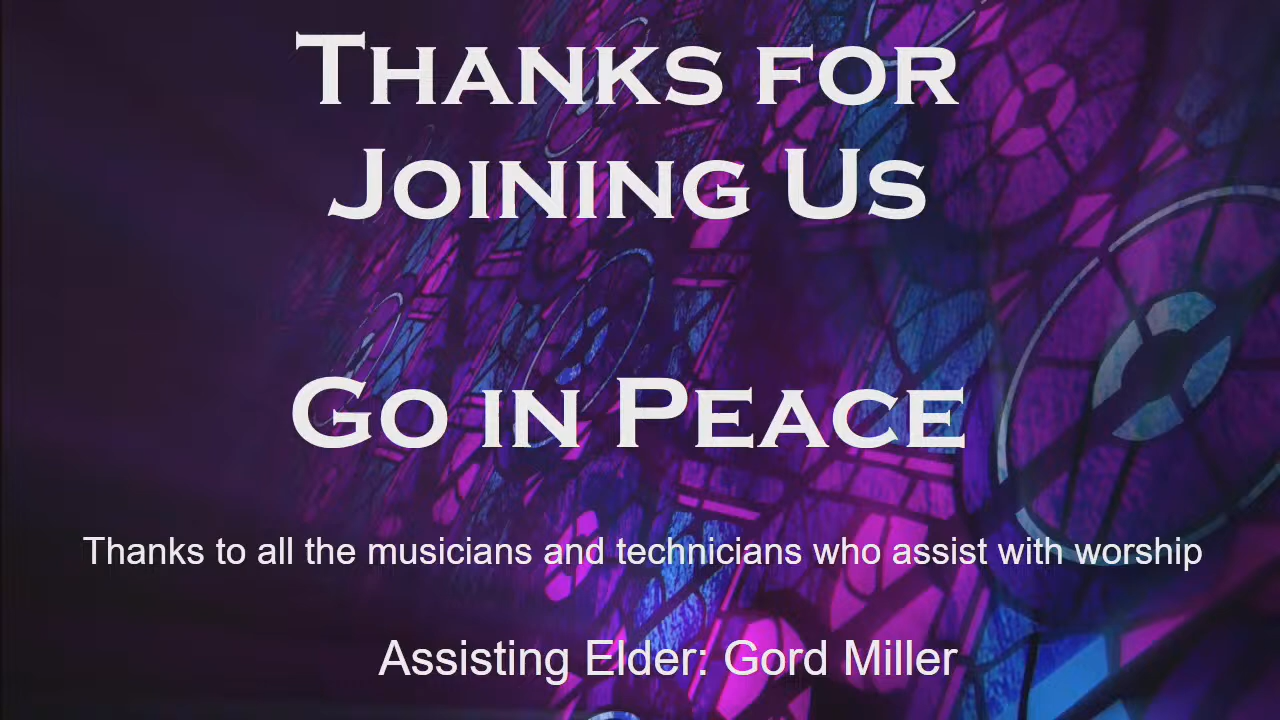 Thanks for
Joining Us
Go in Peace
Thanks to all the musicians and technicians who assist with worship
Assisting Elder: Gord Miller